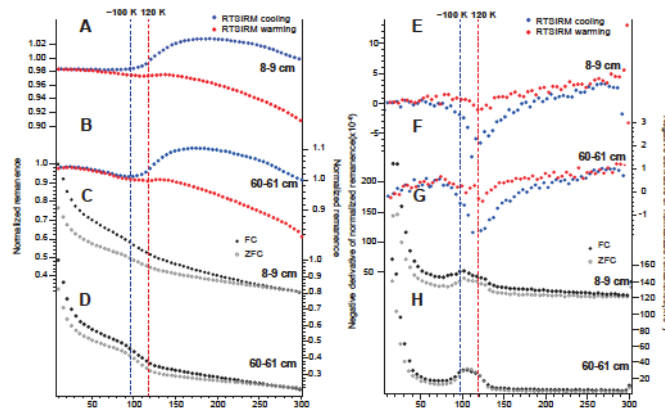 ~100 K 120 K
A
RTSIRM cooling
RTSIRM warming
1.02
1.00
0.98
0.96
0.94
0.92
0.90
8-9 cm
B
1.1
1.0
0.9
60-61 cm
Normalized remanence
Normalized remanence
1.0
0.9
0.8
0.7
0.6
0.5
0.4
C
FC
ZFC
8-9 cm
1.0
0.9
0.8
0.7
0.6
0.5
0.4
0.3
D
60-61 cm
50 100 150 200 250 300
~100 K 120 K
E
RTSIRM cooling
RTSIRM warming
10
5
0
-5
8-9 cm
F
3
2
1
0
-1
60-61 cm
Negative derivative of normalized remanence(x10⁻⁴)
G
200
150
100
50
FC
ZFC
8-9 cm
160
140
120
100
80
60
40
20
H
60-61 cm
50 100 150 200 250 300